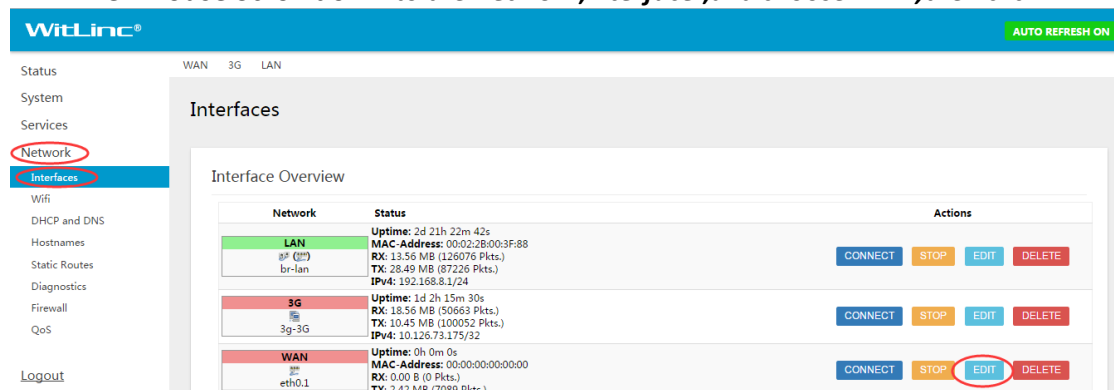 WitLinc®
AUTO REFRESH ON
Status
System
Services
Network
Interfaces
Wifi
DHCP and DNS
Hostnames
Static Routes
Diagnostics
Firewall
QoS
Logout
WAN 3G LAN
Interfaces
Interface Overview
Network Status Actions
LAN
br-lan
Uptime: 2d 21h 22m 42s
MAC-Address: 00:02:2B:00:3F:88
RX: 13.56 MB (126076 Pkts.)
TX: 28.49 MB (87226 Pkts.)
IPv4: 192.168.8.1/24
CONNECT STOP EDIT DELETE
3G
3g-3G
Uptime: 1d 2h 15m 30s
RX: 18.56 MB (50663 Pkts.)
TX: 10.45 MB (100052 Pkts.)
IPv4: 10.126.73.175/32
CONNECT STOP EDIT DELETE
WAN
eth0.1
Uptime: 0h 0m 0s
MAC-Address: 00:00:00:00:00:00
RX: 0.00 B (0 Pkts.)
TX: 2.42 MB (7089 Pkts.)
CONNECT STOP EDIT DELETE